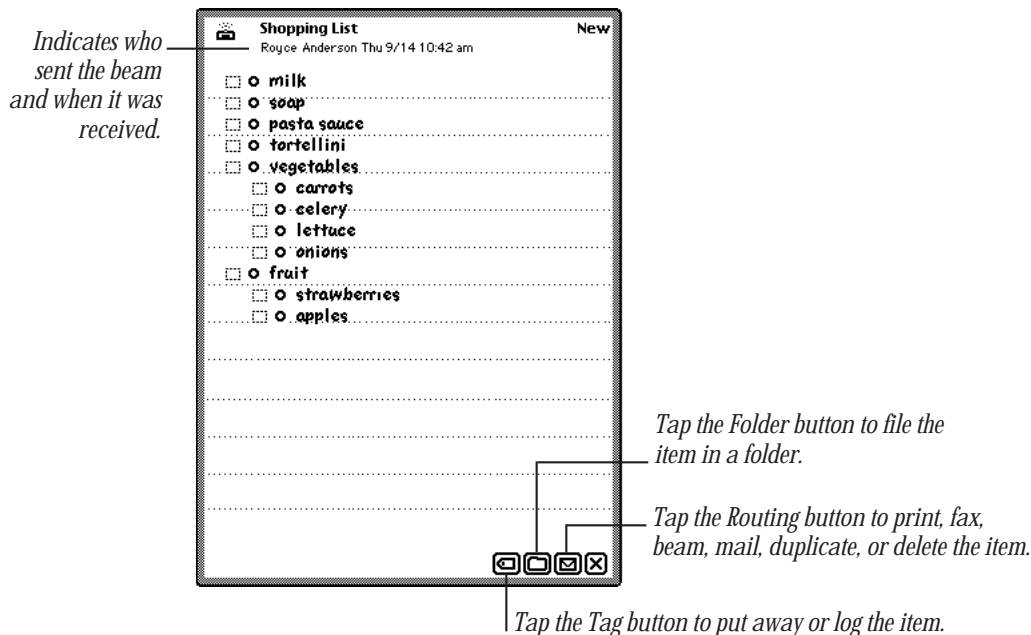 Shopping List New
Royce Anderson Thu 9/14 10:42 am
Indicates who
sent the beam
and when it was
received.
milk
soap
pasta sauce
tortellini
vegetables
carrots
celery
lettuce
onions
fruit
strawberries
apples
Tap the Folder button to file the
item in a folder.
Tap the Routing button to print, fax,
beam, mail, duplicate, or delete the item.
Tap the Tag button to put away or log the item.